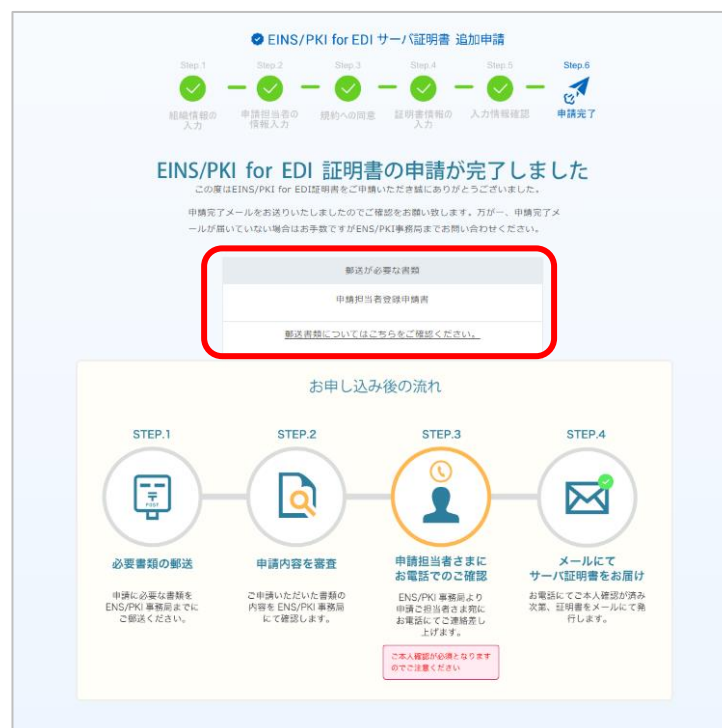 EINS/PKI for EDI サーバ証明書 追加申請
Step.1 Step.2 Step.3 Step.4 Step.5 Step.6
組織情報の入力
申請担当者の情報入力
規約への同意
証明書情報の入力
入力情報確認
申請完了
EINS/PKI for EDI 証明書の申請が完了しました
この度はEINS/PKI for EDI証明書をご申請いただき誠にありがとうございました。
申請完了メールをお送りいたしましたのでご確認をお願い致します。万が一、申請完了メ
ールが届いていない場合はお手数ですがENS/PKI事務局までお問い合わせください。
郵送が必要な書類
申請担当者登録申請書
郵送書類についてはこちらをご確認ください。
お申し込み後の流れ
STEP.1
〒
POST
必要書類の郵送
申請に必要な書類を
ENS/PKI 事務局までに
ご郵送ください。
STEP.2
申請内容を審査
ご申請いただいた書類の
内容を ENS/PKI 事務局
にて確認します。
STEP.3
申請担当者さまに
お電話でのご確認
ENS/PKI 事務局より
申請ご担当者さま宛に
お電話にてご連絡差し
上げます。
ご本人確認が必須となります
のでご注意ください
STEP.4
メールにて
サーバ証明書をお届け
お電話にてご本人確認が済み
次第、証明書をメールにて発
行します。